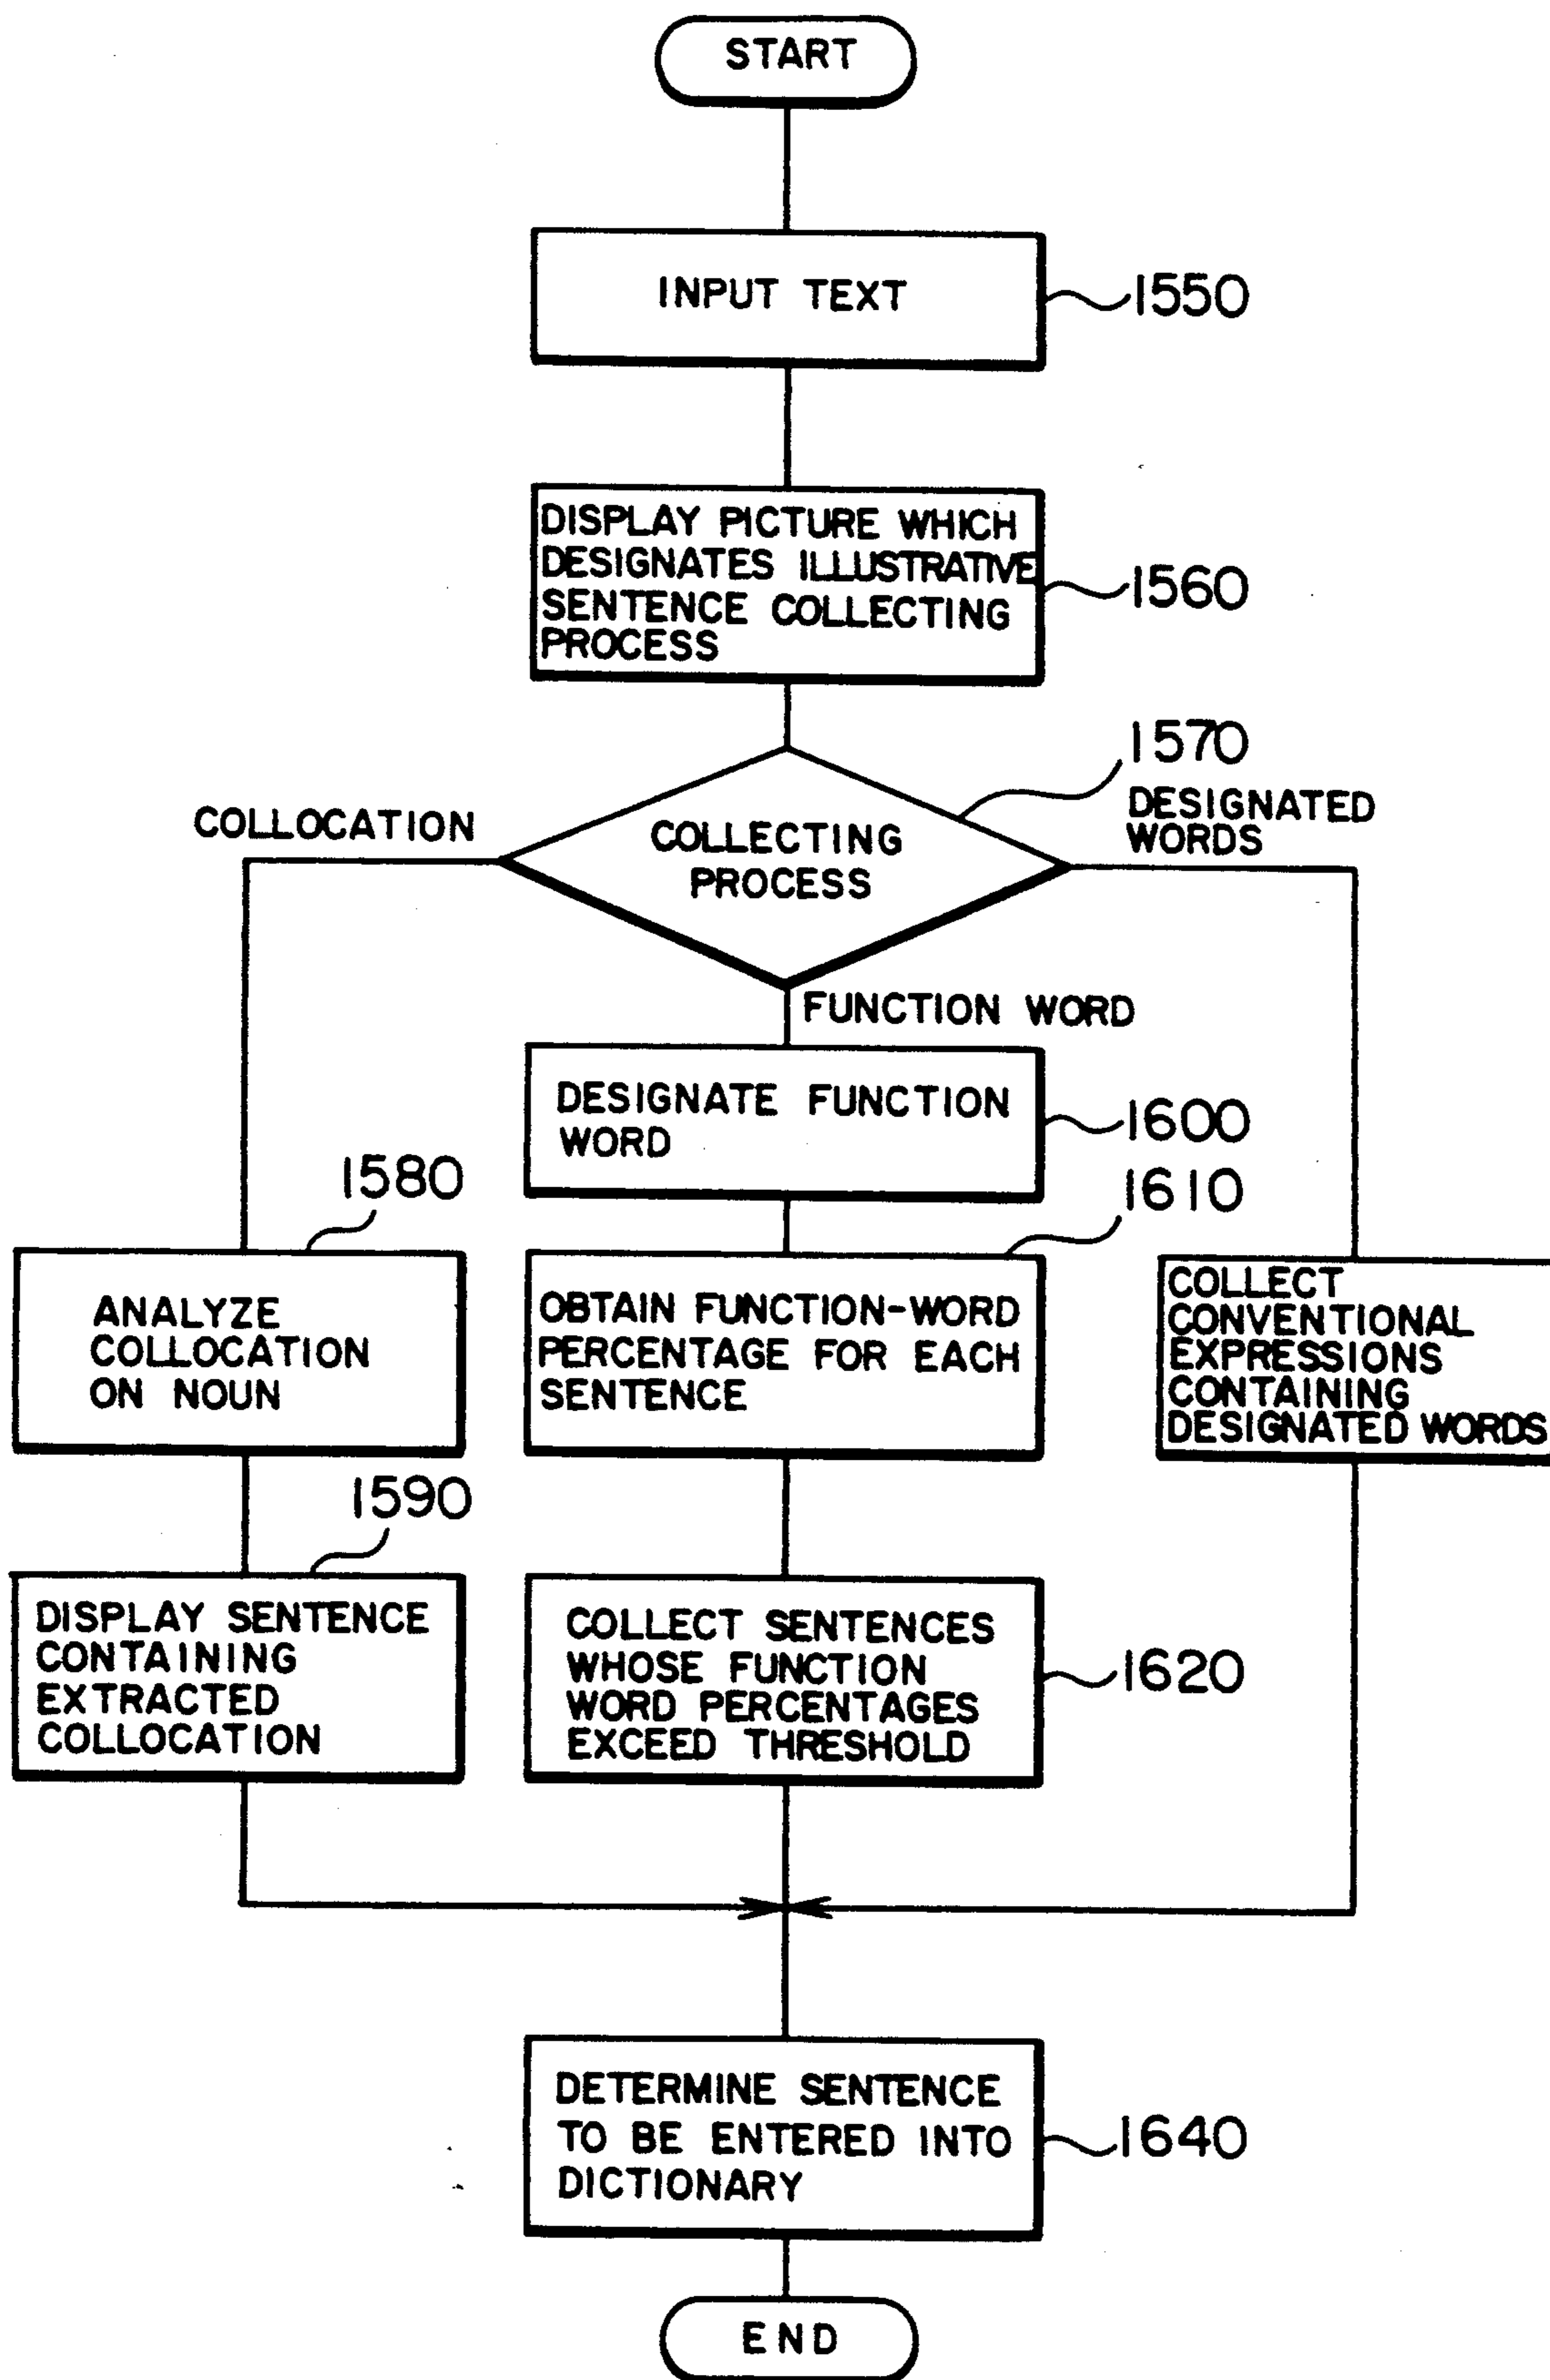 START
INPUT TEXT
1550
DISPLAY PICTURE WHICH
DESIGNATES ILLUSTRATIVE
SENTENCE COLLECTING
PROCESS
1560
1570
COLLECTING
PROCESS
COLLOCATION
DESIGNATED
WORDS
FUNCTION WORD
DESIGNATE FUNCTION
WORD
1600
1580
ANALYZE
COLLOCATION
ON NOUN
1610
OBTAIN FUNCTION-WORD
PERCENTAGE FOR EACH
SENTENCE
COLLECT
CONVENTIONAL
EXPRESSIONS
CONTAINING
DESIGNATED WORDS
1590
DISPLAY SENTENCE
CONTAINING
EXTRACTED
COLLOCATION
COLLECT SENTENCES
WHOSE FUNCTION
WORD PERCENTAGES
EXCEED THRESHOLD
1620
DETERMINE SENTENCE
TO BE ENTERED INTO
DICTIONARY
1640
END